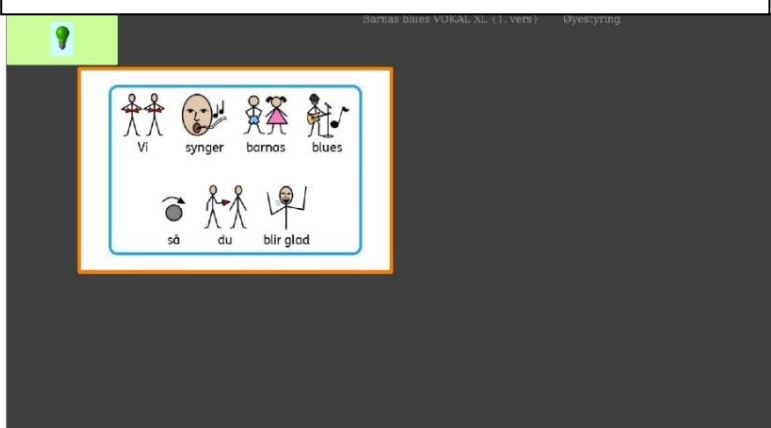 Barnas blues VOKAL XL {1. vers} Øyestyring
Vi synger barnas blues
så du blir glad